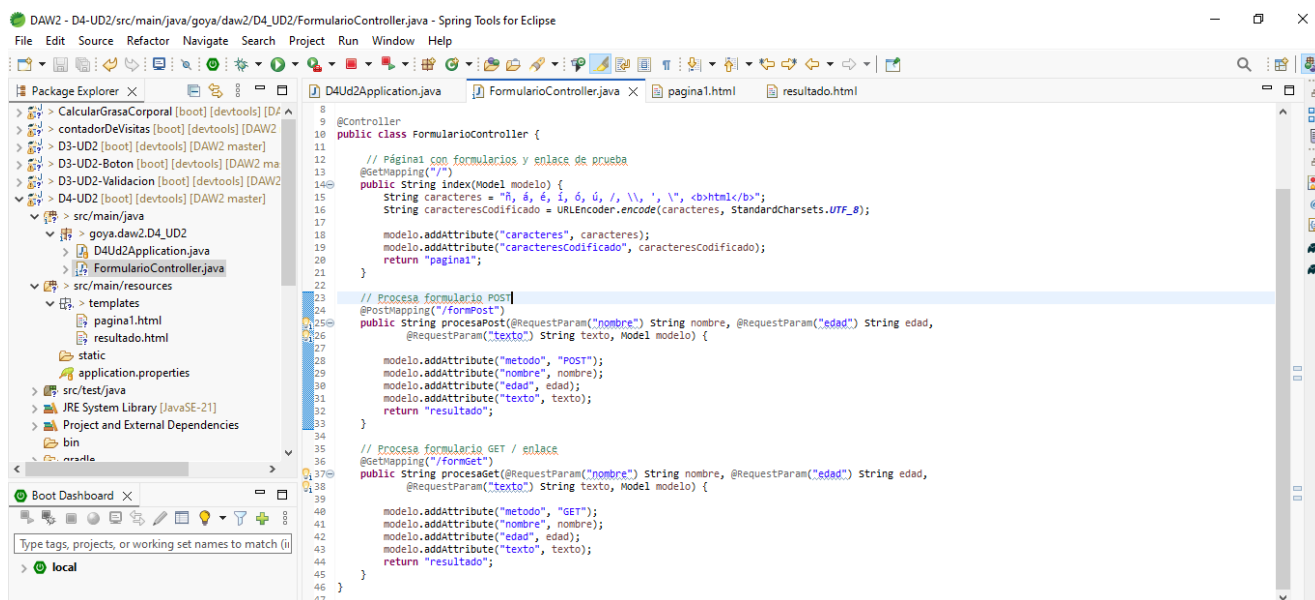 DAW2 - D4-UD2/src/main/java/goya/daw2/D4_UD2/FormularioController.java - Spring Tools for Eclipse
File Edit Source Refactor Navigate Search Project Run Window Help
Package Explorer
> CalcularGrasaCorporal [boot] [devtools] [DA
> contadorDeVisitas [boot] [devtools] [DAW2
> D3-UD2 [boot] [devtools] [DAW2 master]
> D3-UD2-Boton [boot] [devtools] [DAW2 ma
> D3-UD2-Validacion [boot] [devtools] [DAW2
> D4-UD2 [boot] [devtools] [DAW2 master]
> src/main/java
> goya.daw2.D4_UD2
D4Ud2Application.java
FormularioController.java
> src/main/resources
> templates
pagina1.html
resultado.html
static
application.properties
src/test/java
JRE System Library [JavaSE-21]
Project and External Dependencies
bin
gradle
Boot Dashboard
Type tags, projects, or working set names to match (i
local
D4Ud2Application.java FormularioController.java pagina1.html resultado.html
8
9 @Controller
10 public class FormularioController {
11
12 // Página1 con formularios y enlace de prueba
13 @GetMapping("/")
14 public String index(Model modelo) {
15 String caracteres = "ñ, á, é, í, ó, ú, /, \\, ', \", <b>html</b>";
16 String caracteresCodificado = URLEncoder.encode(caracteres, StandardCharsets.UTF_8);
17
18 modelo.addAttribute("caracteres", caracteres);
19 modelo.addAttribute("caracteresCodificado", caracteresCodificado);
20 return "pagina1";
21 }
22
23 // Procesa formulario POST
24 @PostMapping("/formPost")
25 public String procesaPost(@RequestParam("nombre") String nombre, @RequestParam("edad") String edad,
26 @RequestParam("texto") String texto, Model modelo) {
27
28 modelo.addAttribute("metodo", "POST");
29 modelo.addAttribute("nombre", nombre);
30 modelo.addAttribute("edad", edad);
31 modelo.addAttribute("texto", texto);
32 return "resultado";
33 }
34
35 // Procesa formulario GET / enlace
36 @GetMapping("/formGet")
37 public String procesaGet(@RequestParam("nombre") String nombre, @RequestParam("edad") String edad,
38 @RequestParam("texto") String texto, Model modelo) {
39
40 modelo.addAttribute("metodo", "GET");
41 modelo.addAttribute("nombre", nombre);
42 modelo.addAttribute("edad", edad);
43 modelo.addAttribute("texto", texto);
44 return "resultado";
45 }
46 }
47